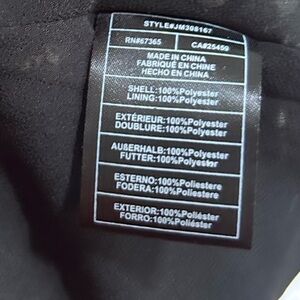 STYLE#JM308167
RN#67365 CA#25409
MADE IN CHINA
FABRIQUÉ EN CHINE
HECHO EN CHINA
SHELL:100%Polyester
LINING:100%Polyester
EXTÉRIEUR:100%Polyester
DOUBLURE:100%Polyester
AUßERHALB:100%Polyester
FUTTER:100%Polyester
ESTERNO:100%Poliestere
FODERA:100%Poliestere
EXTERIOR:100%Poliéster
FORRO:100%Poliéster